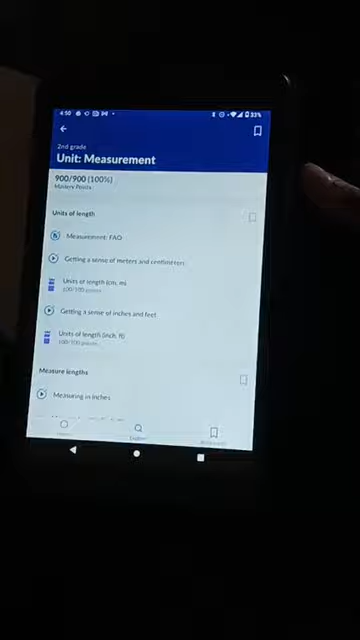 4:50
33%
2nd grade
Unit: Measurement
900/900 (100%)
Mastery Points
Units of length
Measurement: FAQ
Getting a sense of meters and centimeters
Units of length (cm, m)
100/100 points
Getting a sense of inches and feet
Units of length (inch, ft)
100/100 points
Measure lengths
Measuring in inches